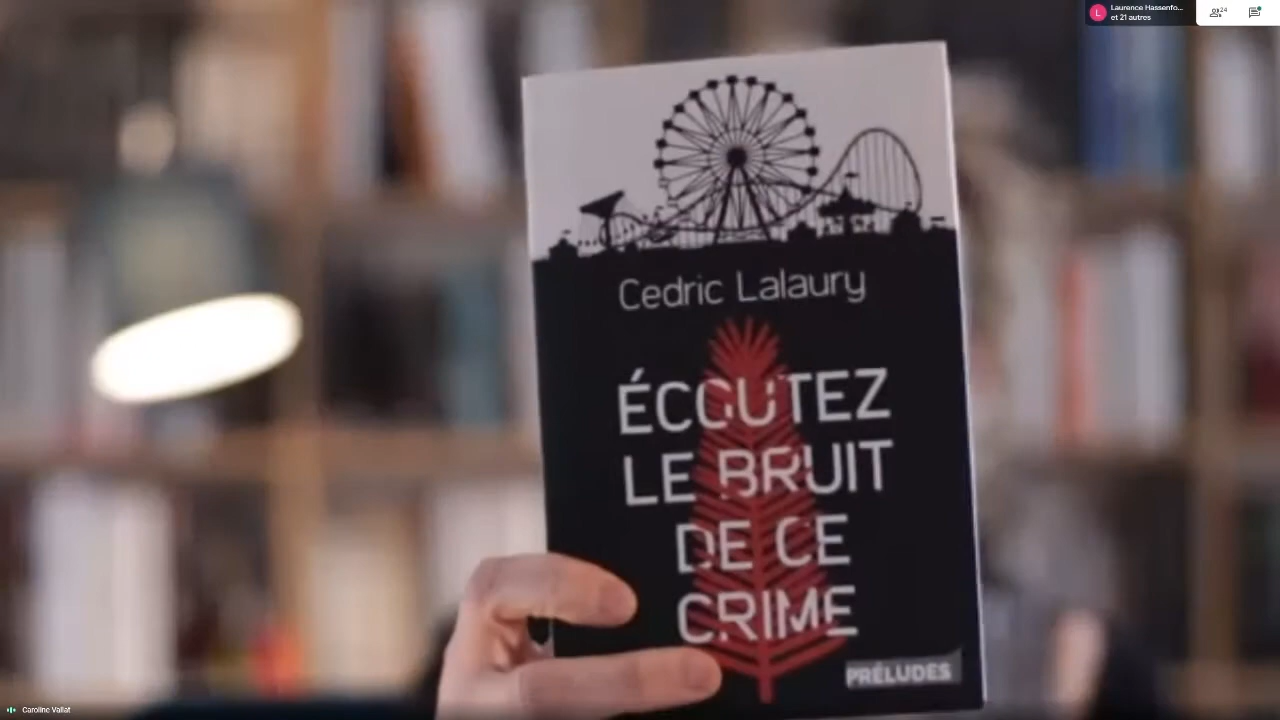 Laurence Hassenfo...
et 21 autres
24
L
Cedric Lalaury
ÉCOUTEZ
LE BRUIT
DE CE
CRIME
PRÉLUDES
Caroline Vallat